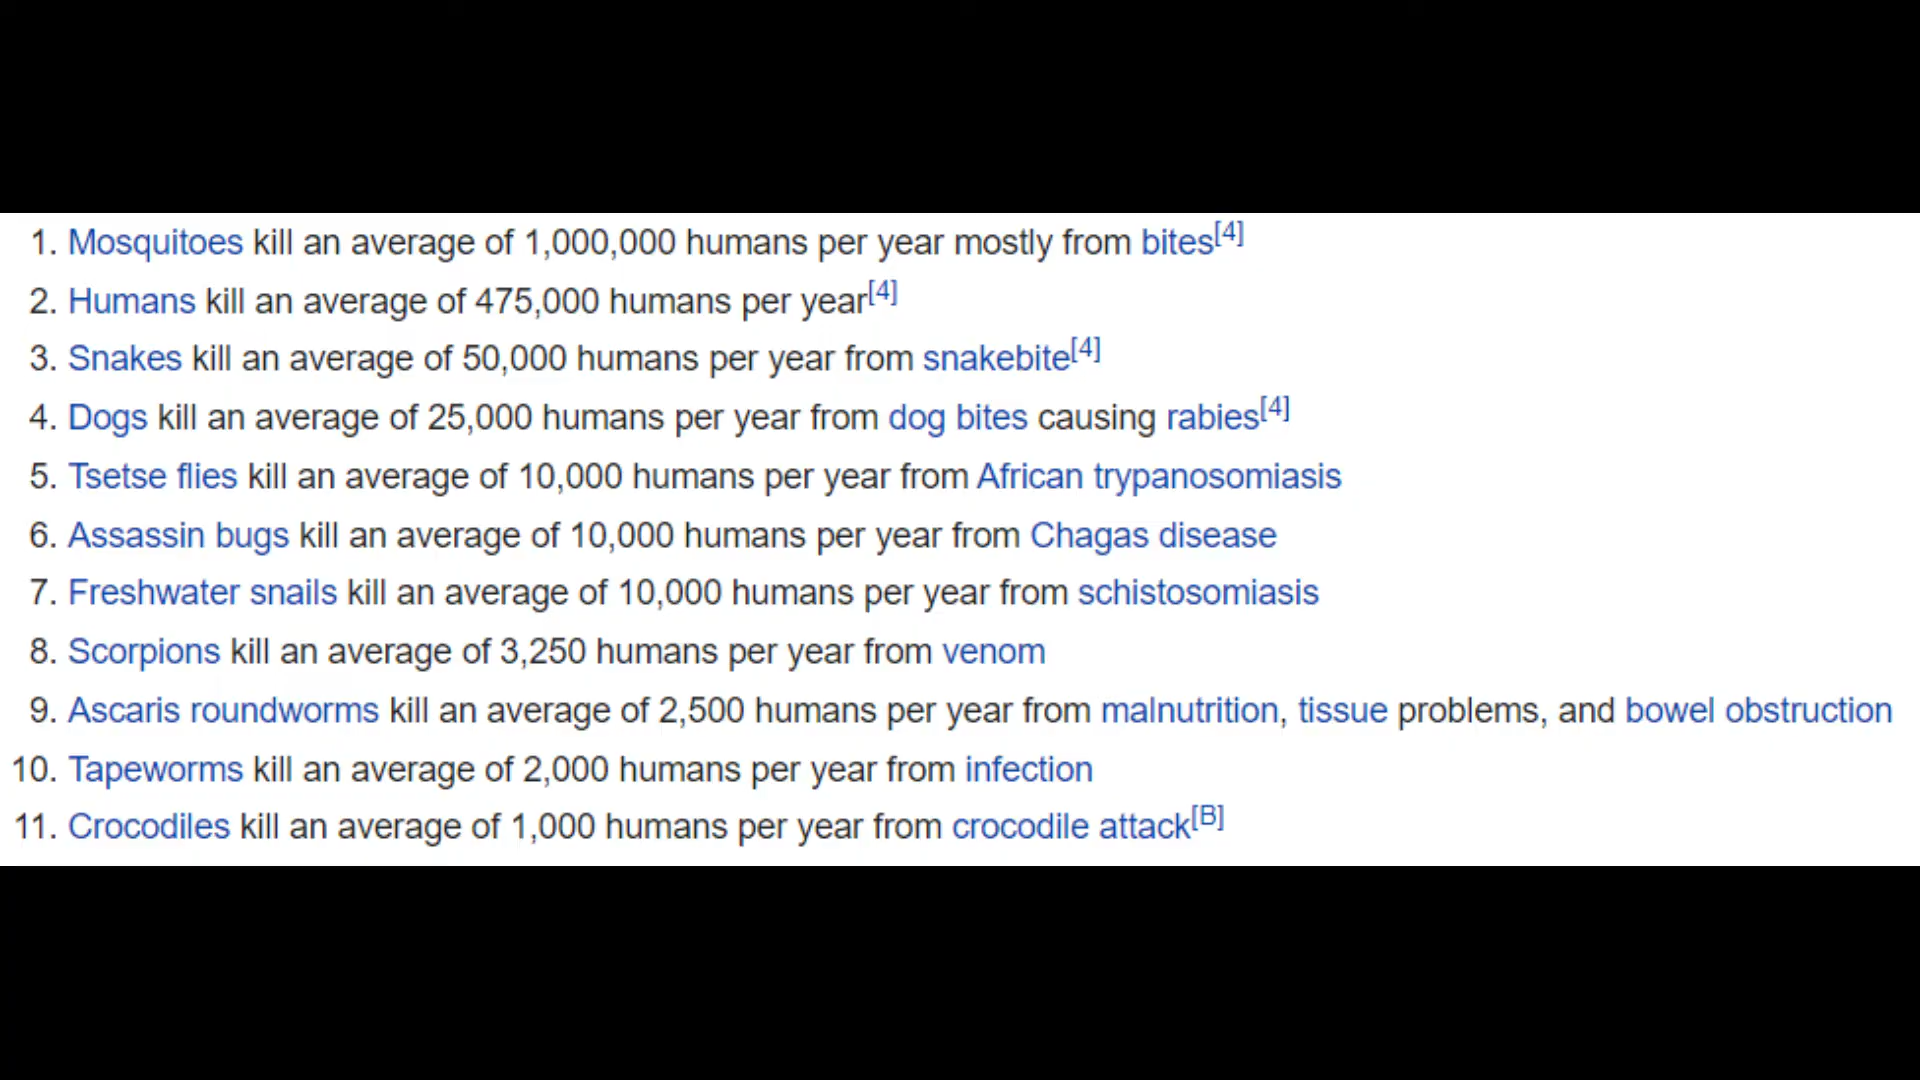 1. Mosquitoes kill an average of 1,000,000 humans per year mostly from bites[4]
2. Humans kill an average of 475,000 humans per year[4]
3. Snakes kill an average of 50,000 humans per year from snakebite[4]
4. Dogs kill an average of 25,000 humans per year from dog bites causing rabies[4]
5. Tsetse flies kill an average of 10,000 humans per year from African trypanosomiasis
6. Assassin bugs kill an average of 10,000 humans per year from Chagas disease
7. Freshwater snails kill an average of 10,000 humans per year from schistosomiasis
8. Scorpions kill an average of 3,250 humans per year from venom
9. Ascaris roundworms kill an average of 2,500 humans per year from malnutrition, tissue problems, and bowel obstruction
10. Tapeworms kill an average of 2,000 humans per year from infection
11. Crocodiles kill an average of 1,000 humans per year from crocodile attack[B]